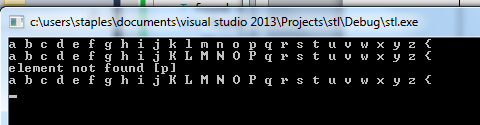 c:\users\staples\documents\visual studio 2013\Projects\stl\Debug\stl.exe
a b c d e f g h i j k l m n o p q r s t u v w x y z {
a b c d e f g h i j K L M N O P q r s t u v w x y z {
element not found [p]
a b c d e f g h i j K L M N O P q r s t u v w x y z {